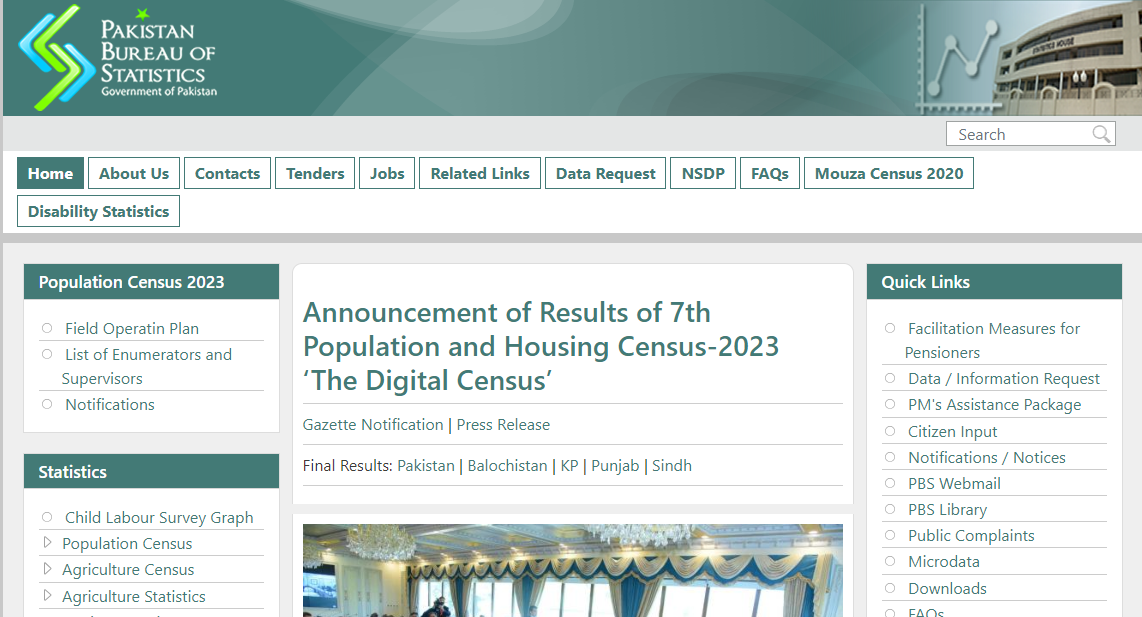 PAKISTAN
BUREAU OF
STATISTICS
Government of Pakistan
STATISTICS HOUSE
Search
Home
About Us
Contacts
Tenders
Jobs
Related Links
Data Request
NSDP
FAQs
Mouza Census 2020
Disability Statistics
Population Census 2023
Field Operatin Plan
List of Enumerators and
Supervisors
Notifications
Statistics
Child Labour Survey Graph
Population Census
Agriculture Census
Agriculture Statistics
Announcement of Results of 7th
Population and Housing Census-2023
‘The Digital Census’
Gazette Notification | Press Release
Final Results: Pakistan | Balochistan | KP | Punjab | Sindh
Quick Links
Facilitation Measures for
Pensioners
Data / Information Request
PM's Assistance Package
Citizen Input
Notifications / Notices
PBS Webmail
PBS Library
Public Complaints
Microdata
Downloads
FAQs